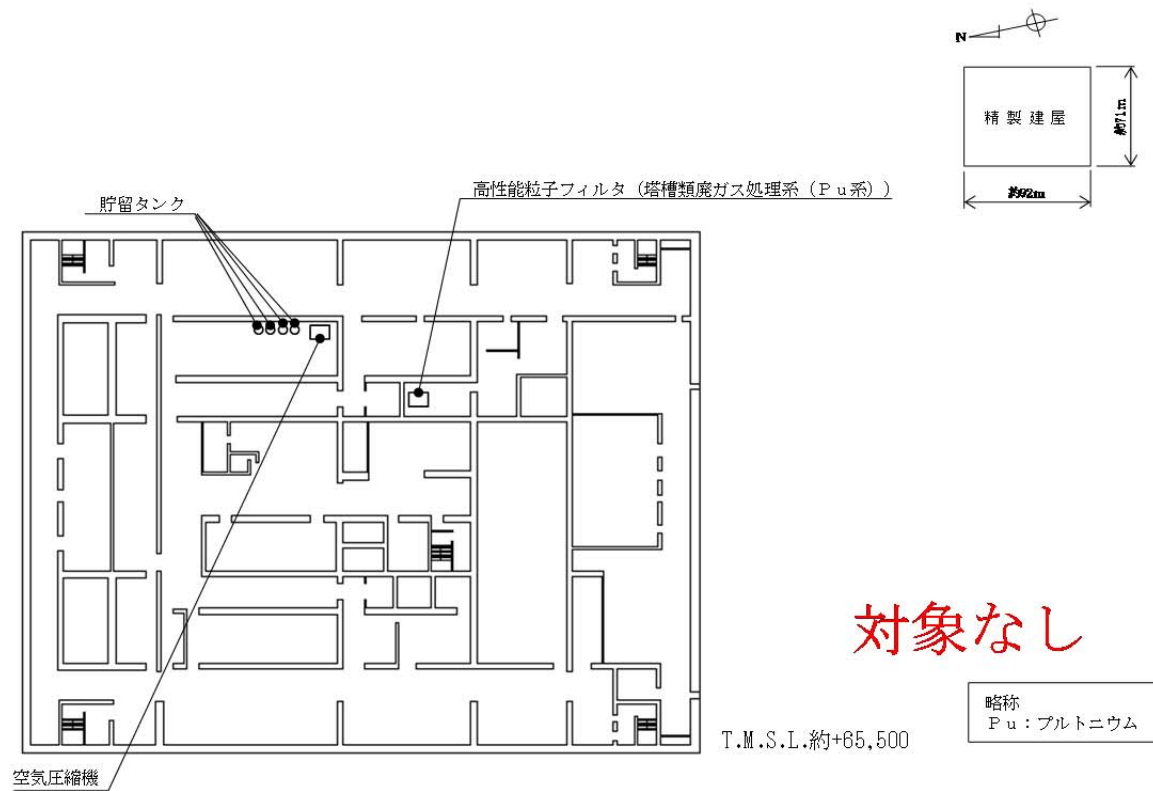 N
精製建屋
約71m
約92m
高性能粒子フィルタ（塔槽類廃ガス処理系（Ｐｕ系））
貯留タンク
対象なし
略称
Ｐｕ：プルトニウム
T.M.S.L.約+65,500
空気圧縮機